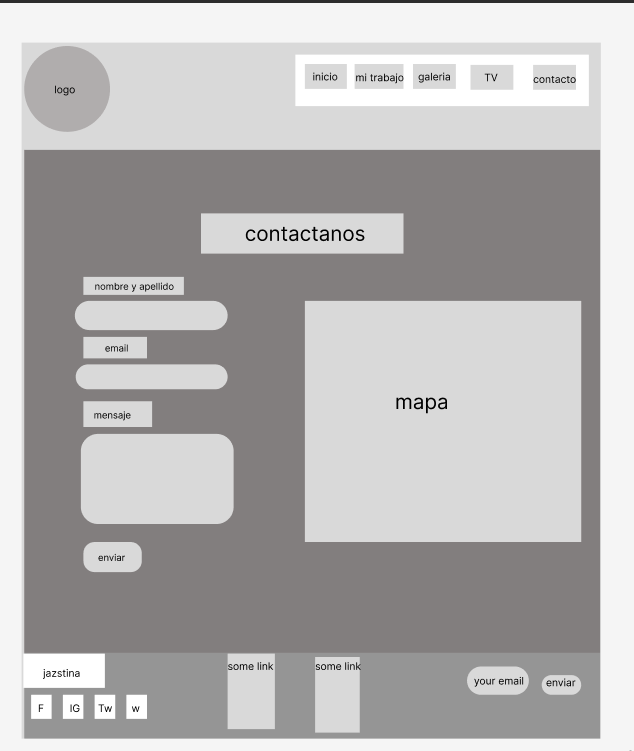 logo
inicio
mi trabajo
galeria
TV
contacto
contactanos
nombre y apellido
email
mensaje
enviar
mapa
jazstina
F
IG
Tw
w
some link
some link
your email
enviar